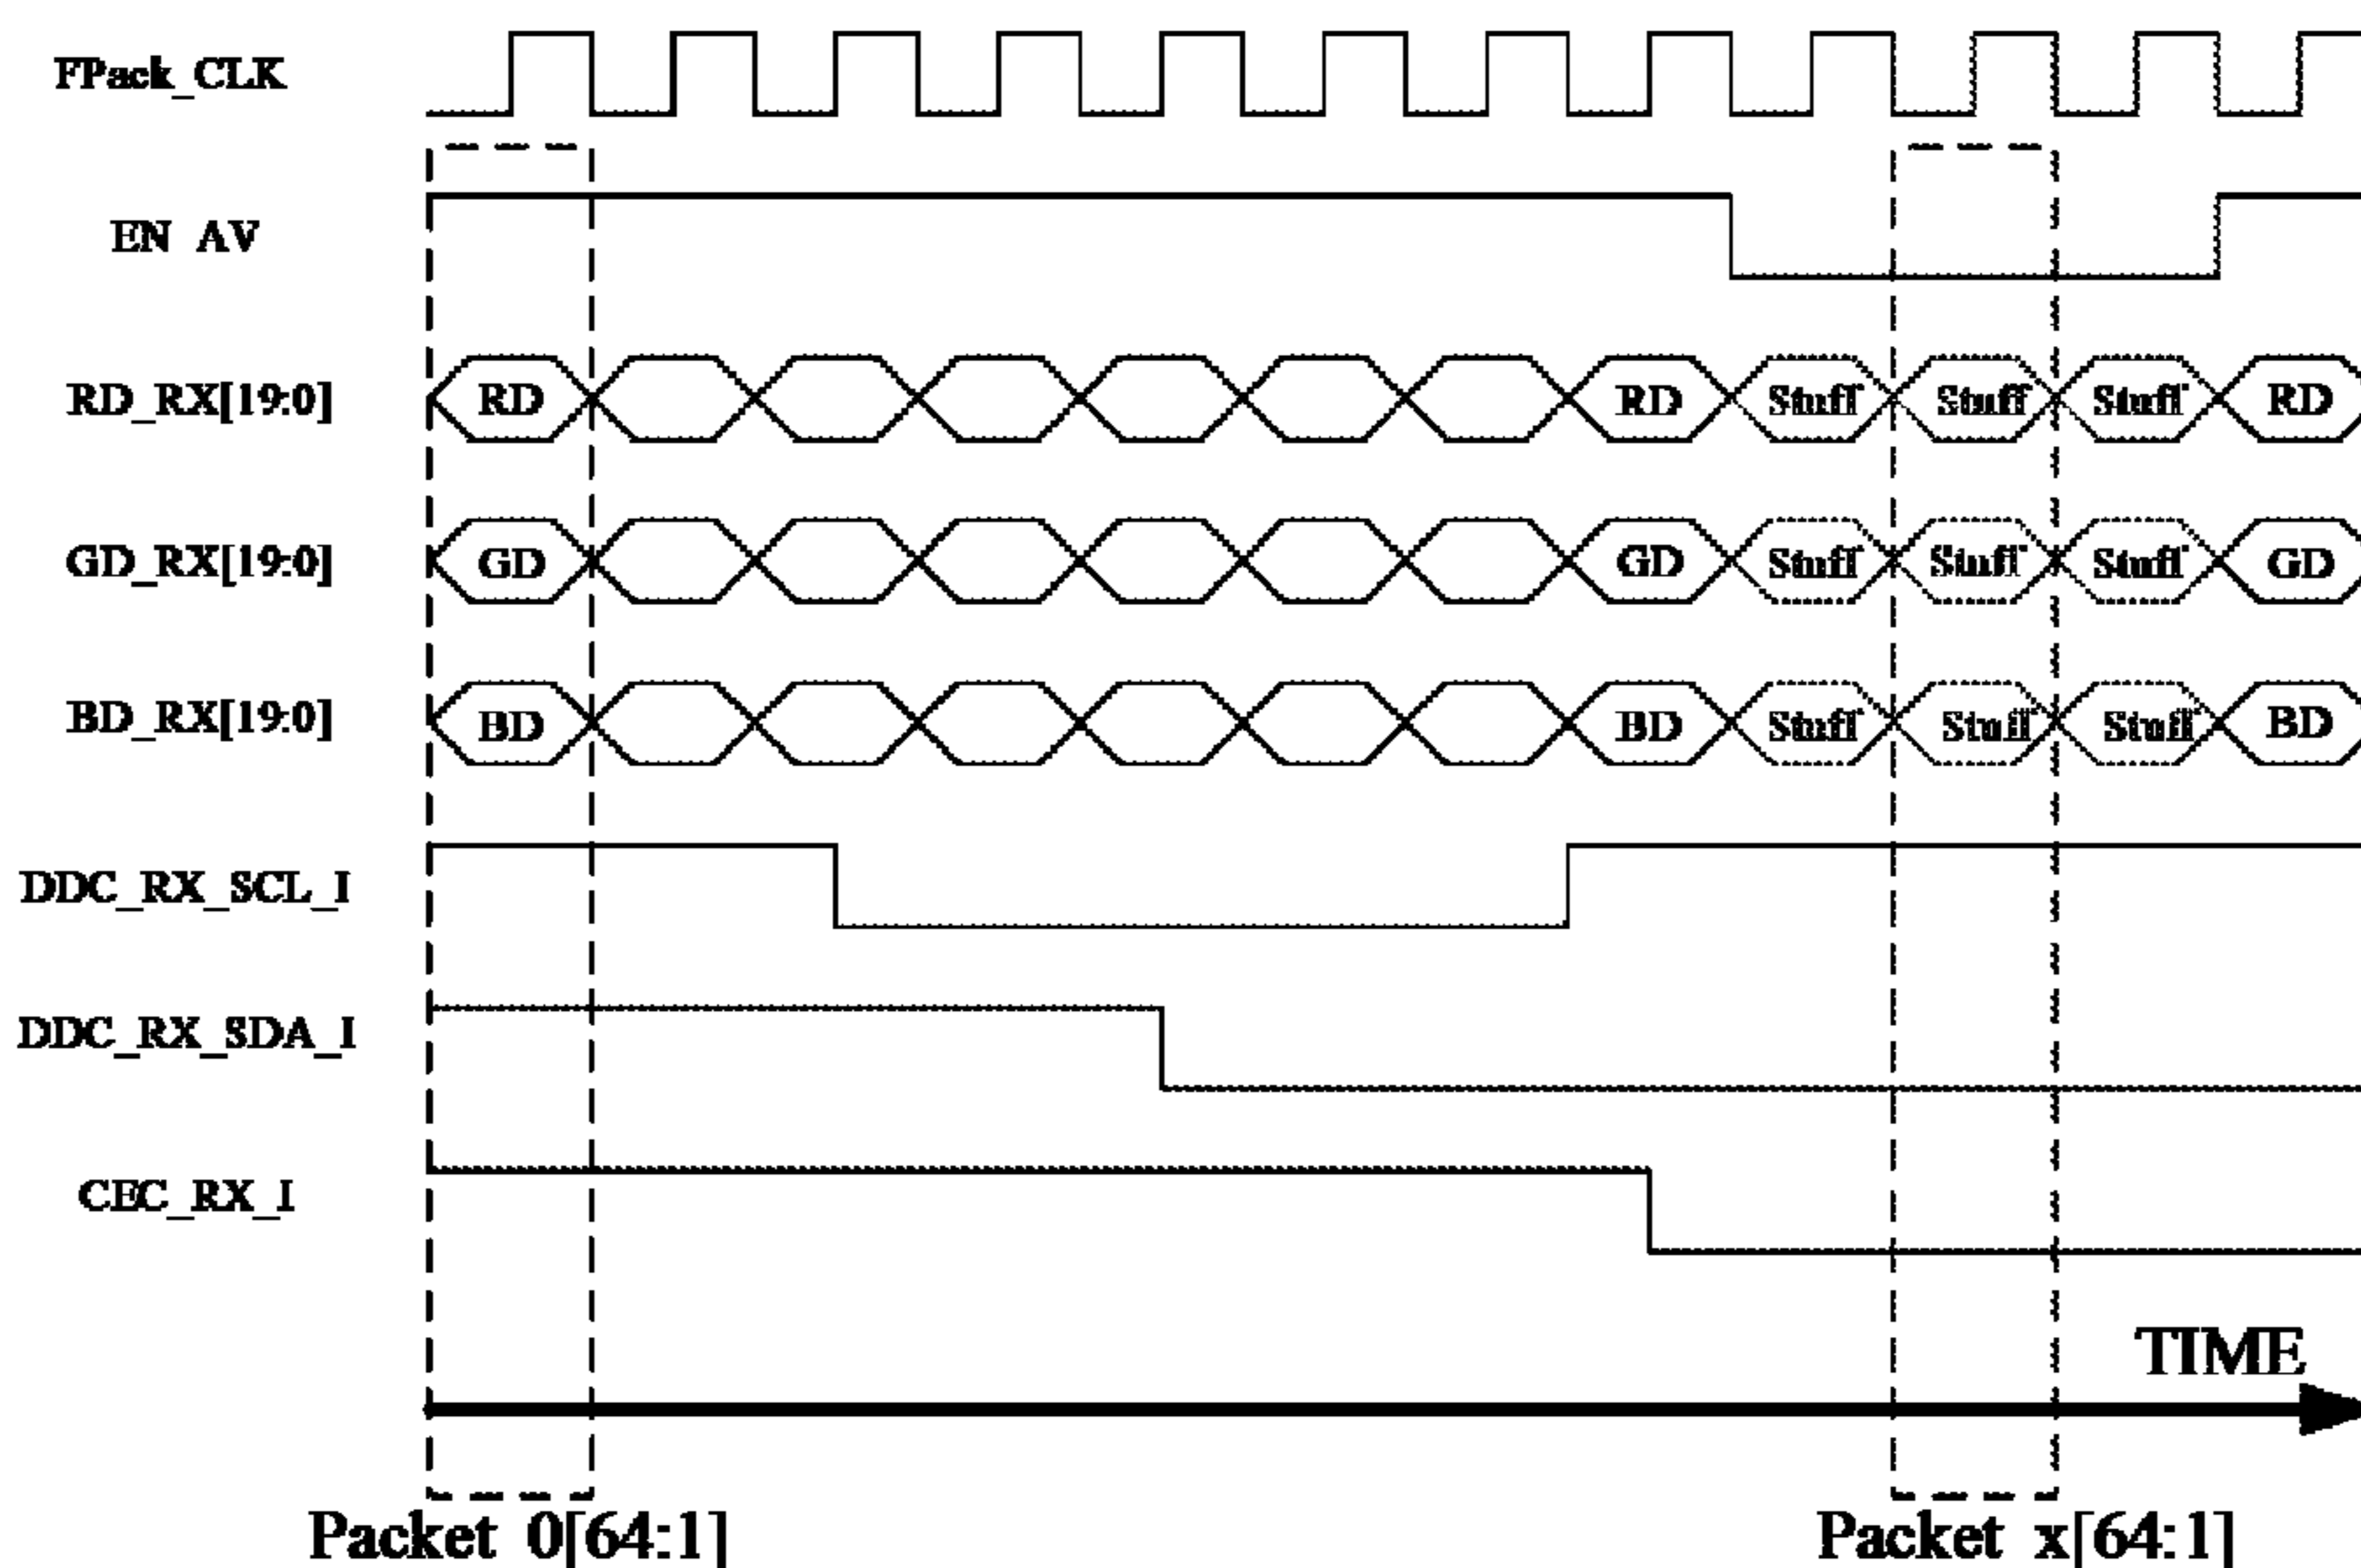 FPack_CLK
EN AV
RD_RX[19:0] RD RD Stuff Stuff Stuff RD
GD_RX[19:0] GD GD Stuff Stuff Stuff GD
BD_RX[19:0] BD BD Stuff Stuff Stuff BD
DDC_RX_SCL_I
DDC_RX_SDA_I
CEC_RX_I
TIME
Packet 0[64:1] Packet x[64:1]